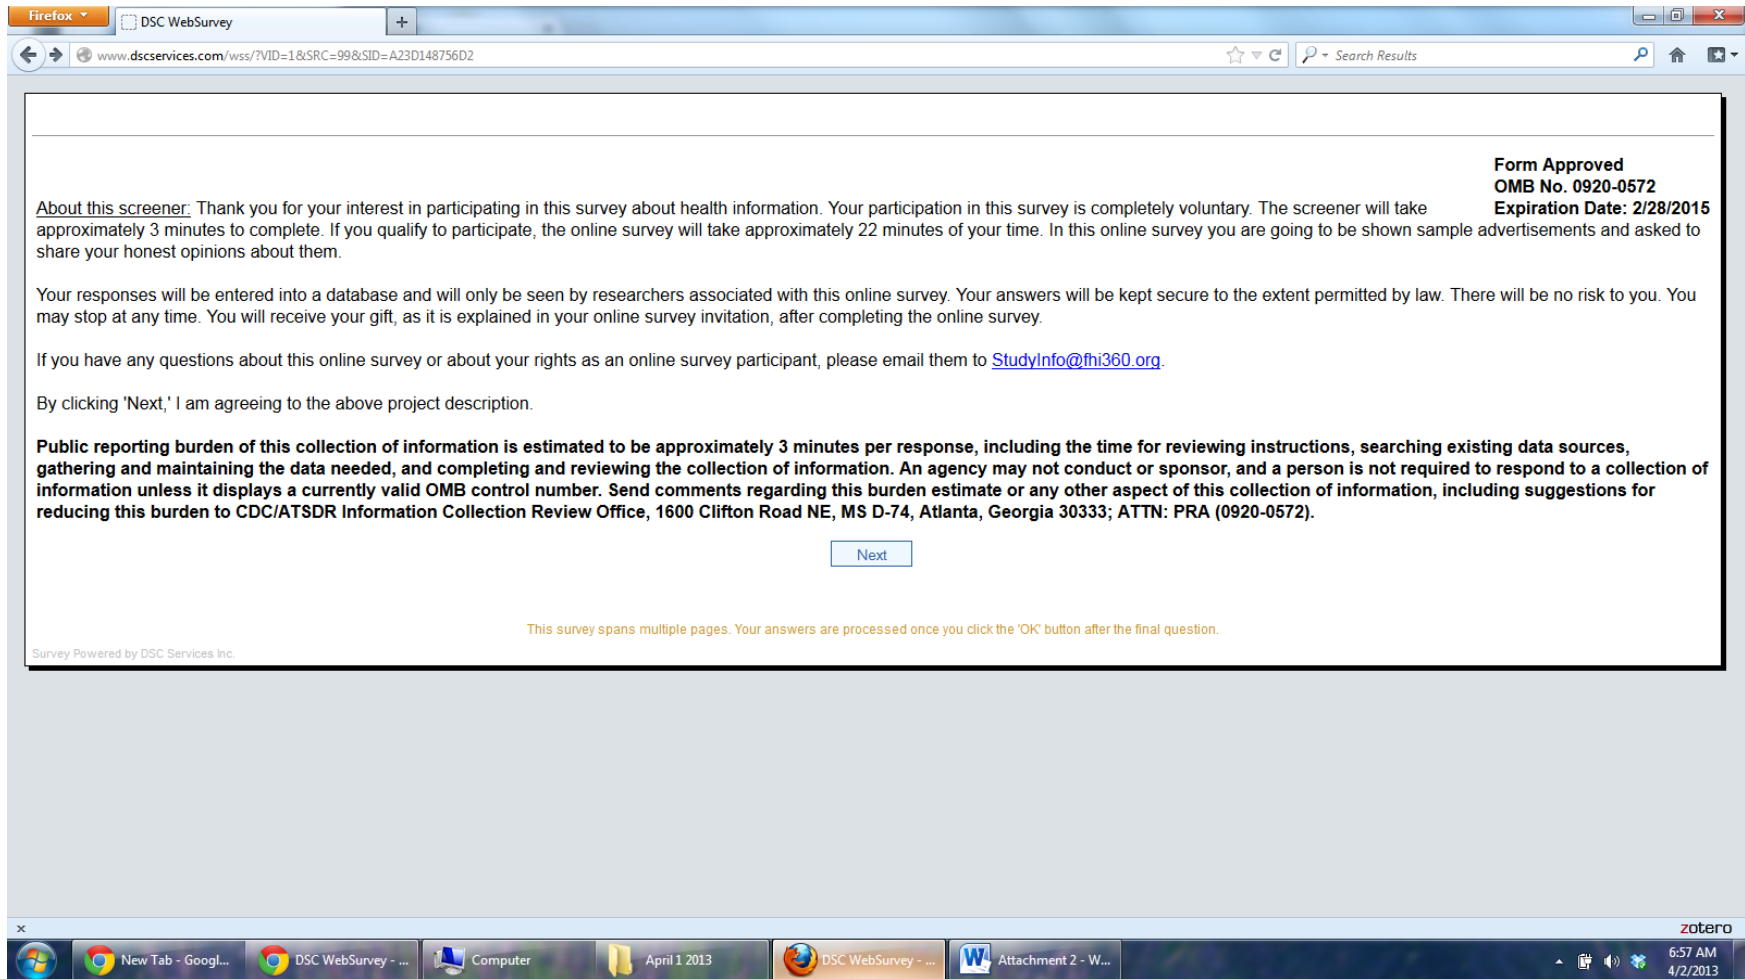 Firefox
DSC WebSurvey
www.dscservices.com/wss/?VID=1&SRC=99&SID=A23D148756D2
Search Results
Form Approved
OMB No. 0920-0572
Expiration Date: 2/28/2015
About this screener: Thank you for your interest in participating in this survey about health information. Your participation in this survey is completely voluntary. The screener will take
approximately 3 minutes to complete. If you qualify to participate, the online survey will take approximately 22 minutes of your time. In this online survey you are going to be shown sample advertisements and asked to
share your honest opinions about them.
Your responses will be entered into a database and will only be seen by researchers associated with this online survey. Your answers will be kept secure to the extent permitted by law. There will be no risk to you. You
may stop at any time. You will receive your gift, as it is explained in your online survey invitation, after completing the online survey.
If you have any questions about this online survey or about your rights as an online survey participant, please email them to StudyInfo@fhi360.org.
By clicking 'Next,' I am agreeing to the above project description.
Public reporting burden of this collection of information is estimated to be approximately 3 minutes per response, including the time for reviewing instructions, searching existing data sources,
gathering and maintaining the data needed, and completing and reviewing the collection of information. An agency may not conduct or sponsor, and a person is not required to respond to a collection of
information unless it displays a currently valid OMB control number. Send comments regarding this burden estimate or any other aspect of this collection of information, including suggestions for
reducing this burden to CDC/ATSDR Information Collection Review Office, 1600 Clifton Road NE, MS D-74, Atlanta, Georgia 30333; ATTN: PRA (0920-0572).
Next
This survey spans multiple pages. Your answers are processed once you click the 'OK' button after the final question.
Survey Powered by DSC Services Inc.
zotero
New Tab - Googl...
DSC WebSurvey - ...
Computer
April 1 2013
DSC WebSurvey - ...
Attachment 2 - W...
6:57 AM
4/2/2013